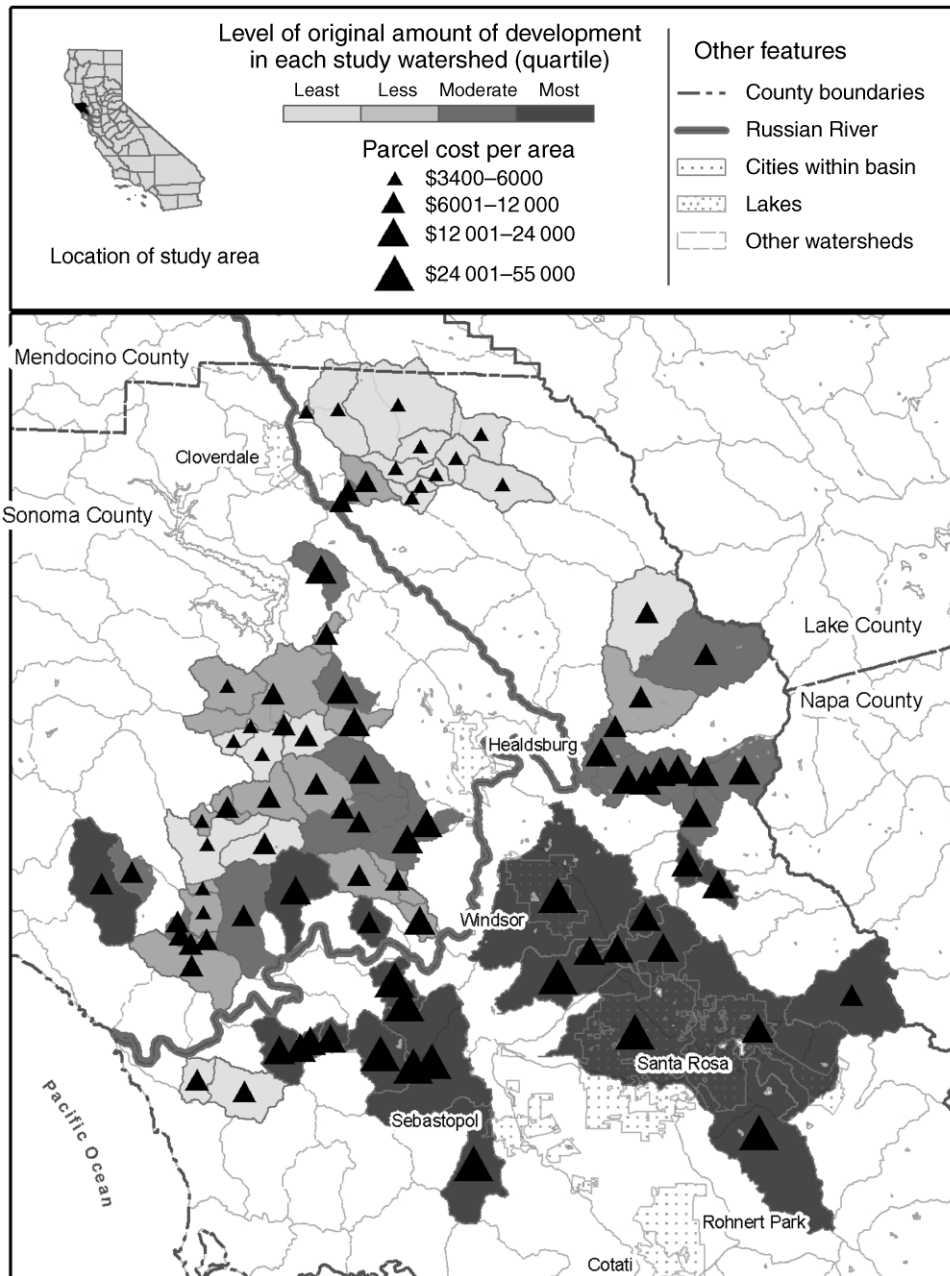 Level of original amount of development
in each study watershed (quartile)
Least Less Moderate Most
Parcel cost per area
$3400–6000
$6001–12 000
$12 001–24 000
$24 001–55 000
Location of study area
Other features
County boundaries
Russian River
Cities within basin
Lakes
Other watersheds
Mendocino County
Cloverdale
Sonoma County
Lake County
Napa County
Healdsburg
Windsor
Santa Rosa
Sebastopol
Pacific Ocean
Rohnert Park
Cotati